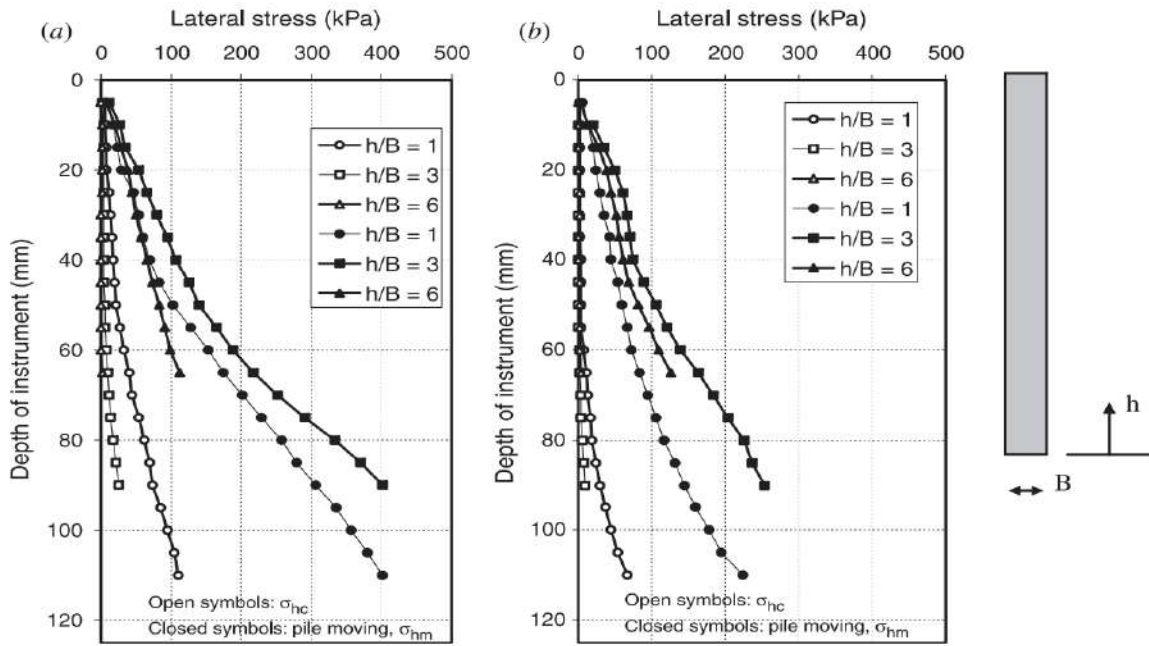 (a)
Lateral stress (kPa)
0 100 200 300 400 500
0
20
40
60
80
100
120
Depth of instrument (mm)
h/B = 1
h/B = 3
h/B = 6
h/B = 1
h/B = 3
h/B = 6
Open symbols: σhc
Closed symbols: pile moving, σhm
(b)
Lateral stress (kPa)
0 100 200 300 400 500
0
20
40
60
80
100
120
Depth of instrument (mm)
h/B = 1
h/B = 3
h/B = 6
h/B = 1
h/B = 3
h/B = 6
Open symbols: σhc
Closed symbols: pile moving, σhm
h
B